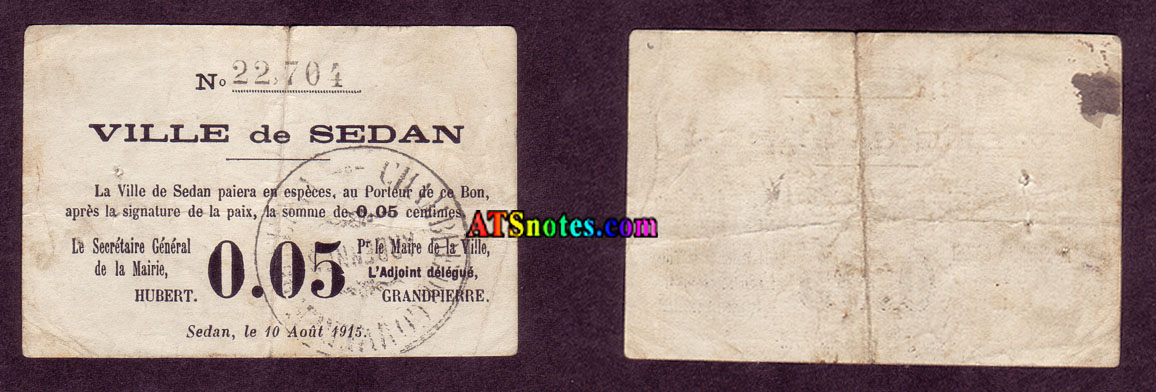 No 22,704
VILLE de SEDAN
La Ville de Sedan paiera en espèces, au Porteur de ce Bon,
après la signature de la paix, la somme de 0,05 centimes
Le Secrétaire Général
de la Mairie,
HUBERT.
0.05
Pr le Maire de la Ville,
L'Adjoint délégué,
GRANDPIERRE.
Sedan, le 10 Août 1915
ATSnotes.com